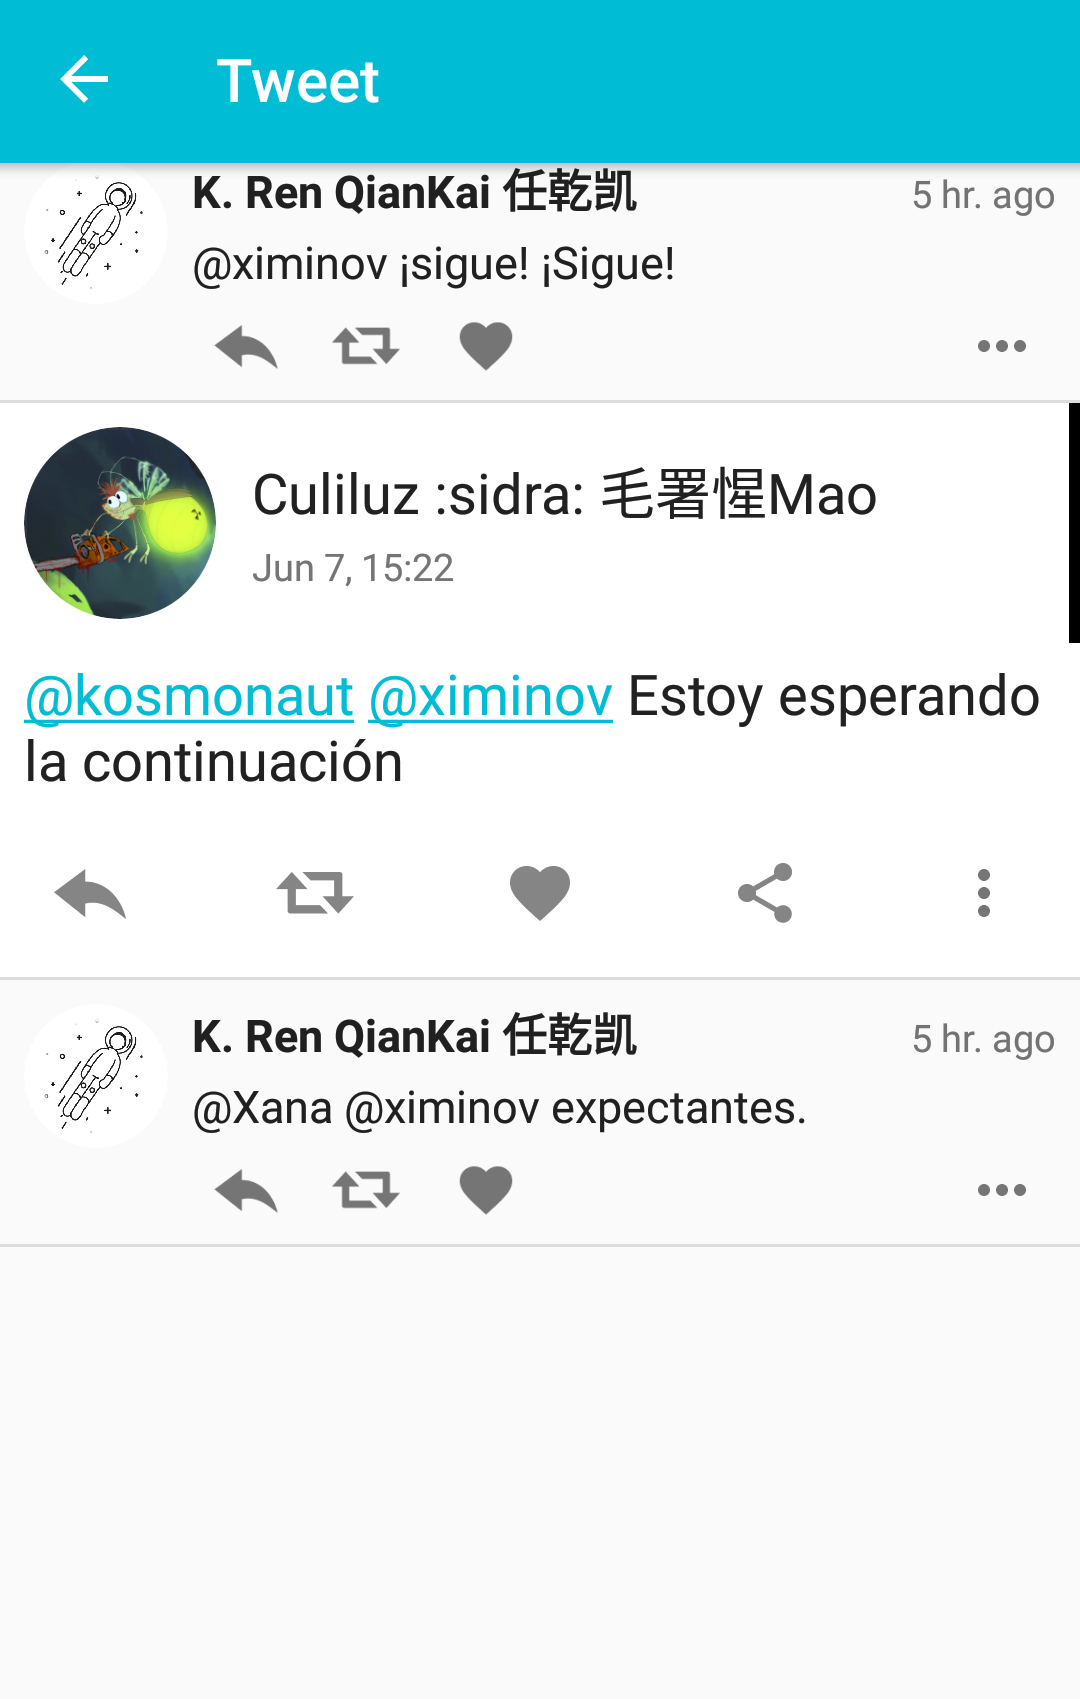 Tweet
K. Ren QianKai 任乾凯
5 hr. ago
@ximinov ¡sigue! ¡Sigue!
Culiluz :sidra: 毛署惺Mao
Jun 7, 15:22
@kosmonaut @ximinov Estoy esperando
la continuación
K. Ren QianKai 任乾凯
5 hr. ago
@Xana @ximinov expectantes.